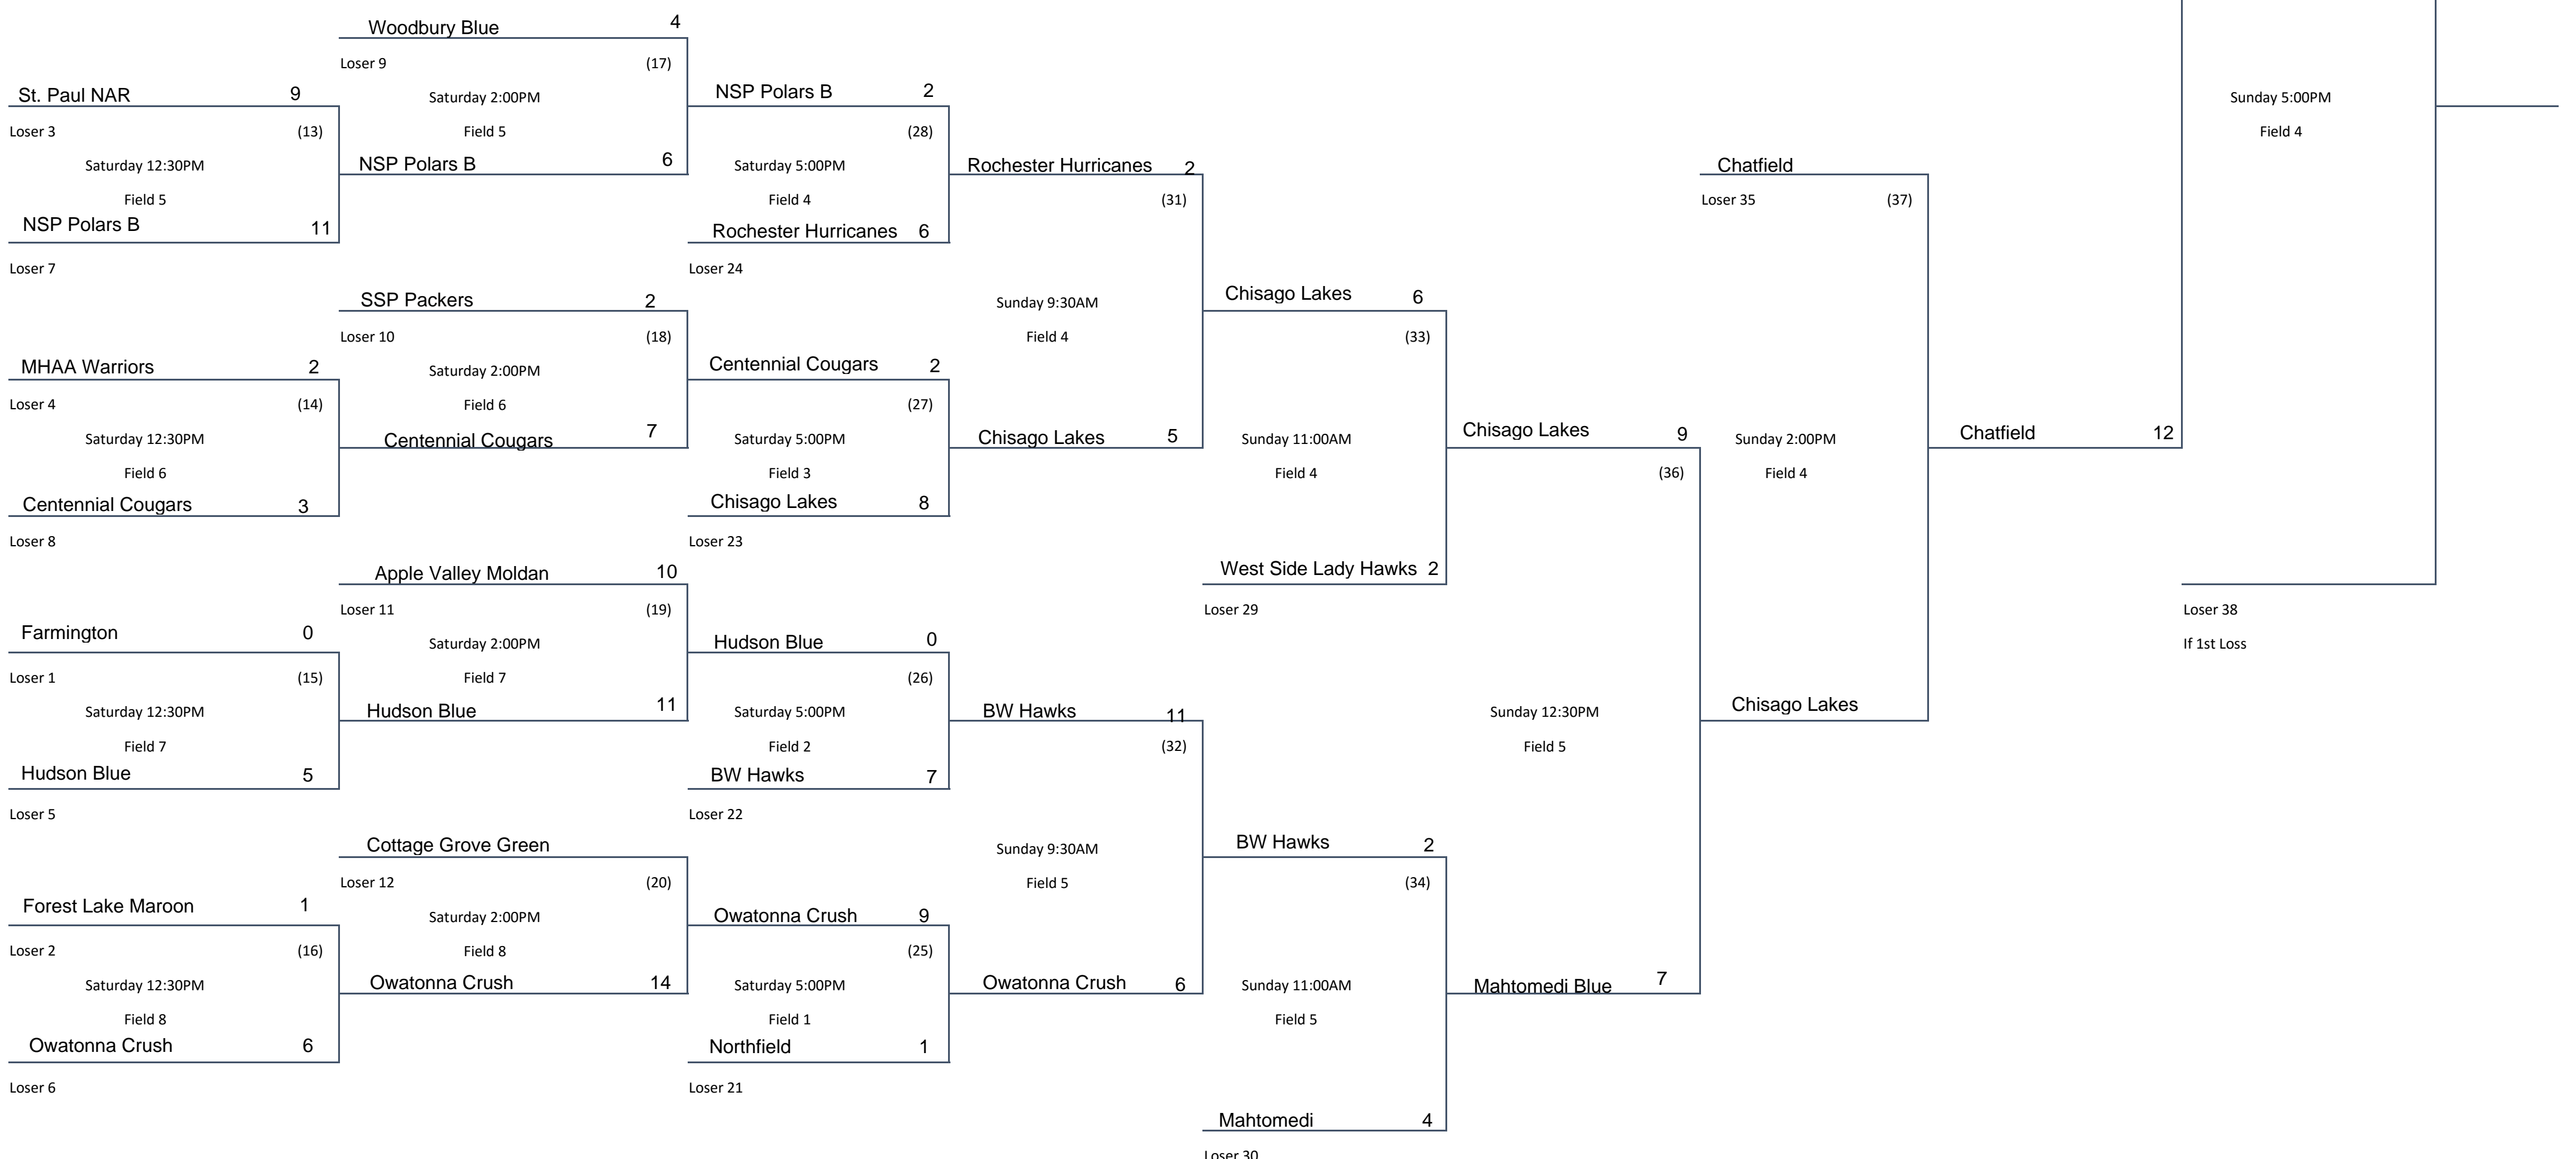 Woodbury Blue 4
Loser 9 (17)
St. Paul NAR 9
Saturday 2:00PM
NSP Polars B 2
Sunday 5:00PM
Loser 3 (13)
Field 5
(28)
Field 4
Saturday 12:30PM
NSP Polars B 6
Saturday 5:00PM
Rochester Hurricanes 2
Chatfield
Field 5
Field 4
(31)
Loser 35 (37)
NSP Polars B 11
Rochester Hurricanes 6
Loser 7
Loser 24
SSP Packers 2
Sunday 9:30AM
Chisago Lakes 6
Loser 10 (18)
Field 4
(33)
MHAA Warriors 2
Saturday 2:00PM
Centennial Cougars 2
Loser 4 (14)
Field 6
(27)
Saturday 12:30PM
Centennial Cougars 7
Saturday 5:00PM
Chisago Lakes 5
Sunday 11:00AM
Chisago Lakes 9
Sunday 2:00PM
Chatfield 12
Field 6
Field 3
Field 4
(36)
Field 4
Centennial Cougars 3
Chisago Lakes 8
Loser 8
Loser 23
Apple Valley Moldan 10
West Side Lady Hawks 2
Loser 11 (19)
Loser 29
Loser 38
Farmington 0
Saturday 2:00PM
Hudson Blue 0
If 1st Loss
Loser 1 (15)
Field 7
(26)
Saturday 12:30PM
Hudson Blue 11
Saturday 5:00PM
BW Hawks 11
Sunday 12:30PM
Chisago Lakes
Field 7
Field 2
(32)
Field 5
Hudson Blue 5
BW Hawks 7
Loser 5
Loser 22
Cottage Grove Green
Sunday 9:30AM
BW Hawks 2
Loser 12 (20)
Field 5
(34)
Forest Lake Maroon 1
Saturday 2:00PM
Owatonna Crush 9
Loser 2 (16)
Field 8
(25)
Saturday 12:30PM
Owatonna Crush 14
Saturday 5:00PM
Owatonna Crush 6
Sunday 11:00AM
Mahtomedi Blue 7
Field 8
Field 1
Field 5
Owatonna Crush 6
Northfield 1
Loser 6
Loser 21
Mahtomedi 4
Loser 30